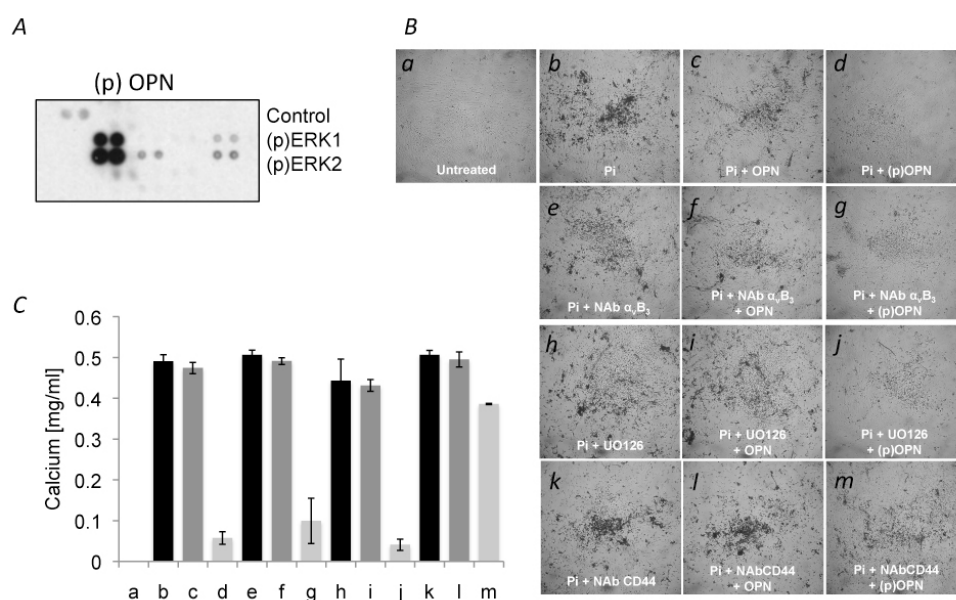 A
(p) OPN
Control
(p)ERK1
(p)ERK2
B
a
Untreated
b
Pi
c
Pi + OPN
d
Pi + (p)OPN
e
Pi + NAb αvB3
f
Pi + NAb αvB3
+ OPN
g
Pi + NAb αvB3
+ (p)OPN
h
Pi + UO126
i
Pi + UO126
+ OPN
j
Pi + UO126
+ (p)OPN
k
Pi + NAb CD44
l
Pi + NAbCD44
+ OPN
m
Pi + NAbCD44
+ (p)OPN
C
Calcium [mg/ml]
0.6
0.5
0.4
0.3
0.2
0.1
0
a b c d e f g h i j k l m